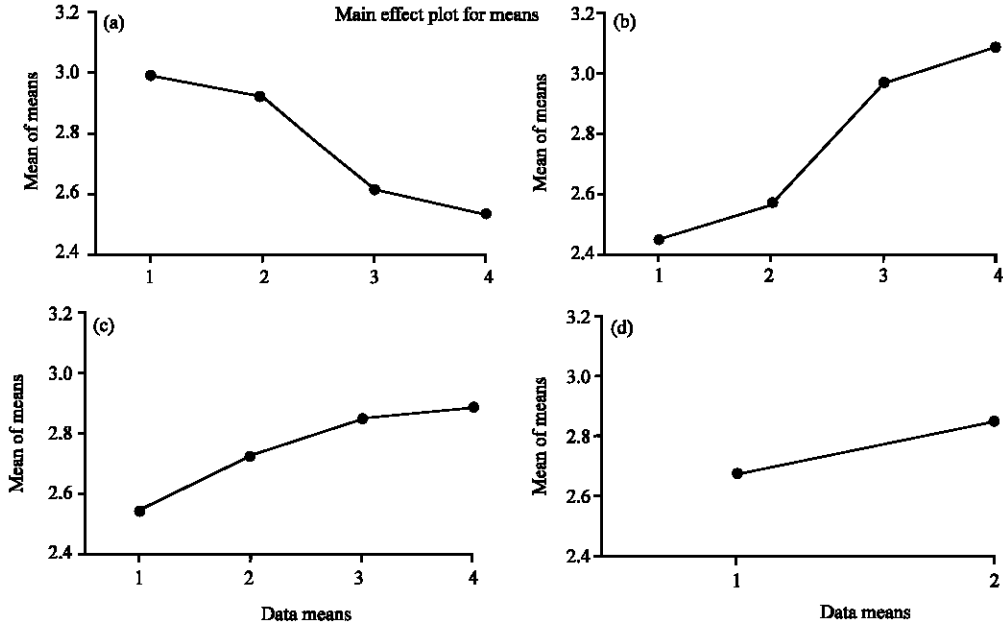 Main effect plot for means
(a)
Mean of means
3.2
3.0
2.8
2.6
2.4
1 2 3 4
(b)
Mean of means
3.2
3.0
2.8
2.6
2.4
1 2 3 4
(c)
Mean of means
3.2
3.0
2.8
2.6
2.4
1 2 3 4
Data means
(d)
Mean of means
3.2
3.0
2.8
2.6
2.4
1 2
Data means